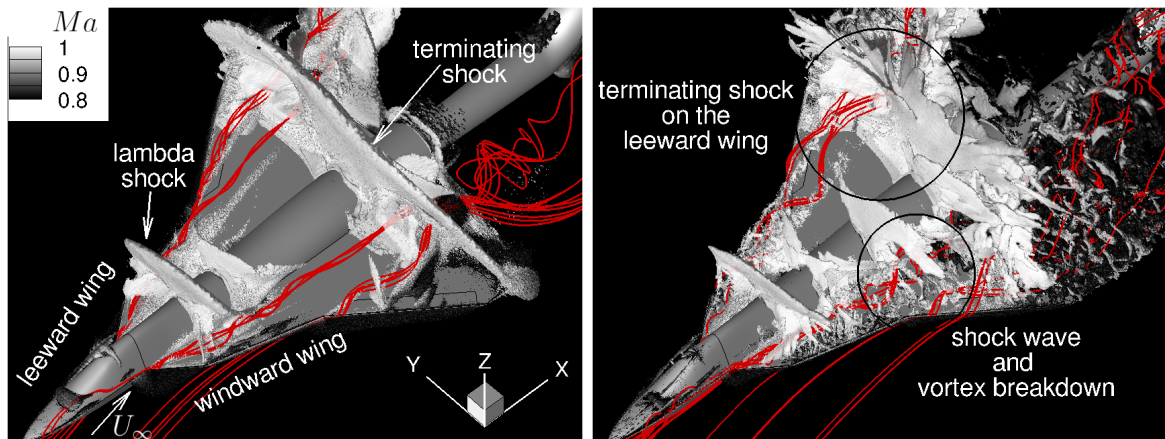 Ma
1
0.9
0.8
terminating
shock
lambda
shock
leeward wing
windward wing
U∞
Y
Z
X
terminating shock
on the
leeward wing
shock wave
and
vortex breakdown